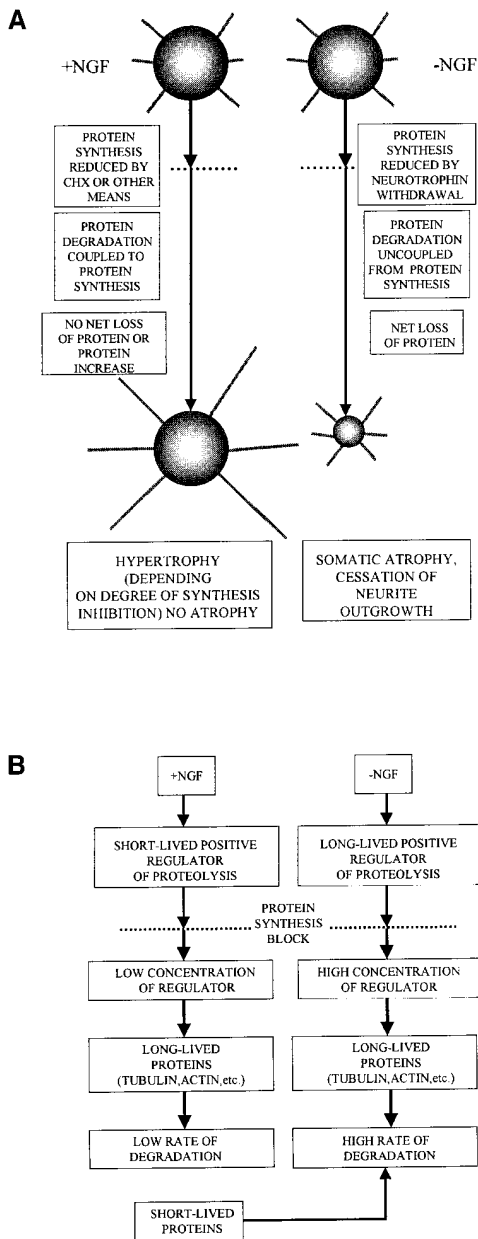 A
+NGF
-NGF
PROTEIN
SYNTHESIS
REDUCED BY
CHX OR OTHER
MEANS
PROTEIN
SYNTHESIS
REDUCED BY
NEUROTROPHIN
WITHDRAWAL
PROTEIN
DEGRADATION
COUPLED TO
PROTEIN
SYNTHESIS
PROTEIN
DEGRADATION
UNCOUPLED
FROM PROTEIN
SYNTHESIS
NO NET LOSS
OF PROTEIN OR
PROTEIN
INCREASE
NET LOSS
OF PROTEIN
HYPERTROPHY
(DEPENDING
ON DEGREE OF SYNTHESIS
INHIBITION) NO ATROPHY
SOMATIC ATROPHY,
CESSATION OF
NEURITE
OUTGROWTH
B
+NGF
-NGF
SHORT-LIVED POSITIVE
REGULATOR
OF PROTEOLYSIS
LONG-LIVED POSITIVE
REGULATOR
OF PROTEOLYSIS
PROTEIN
SYNTHESIS
BLOCK
LOW CONCENTRATION
OF REGULATOR
HIGH CONCENTRATION
OF REGULATOR
LONG-LIVED
PROTEINS
(TUBULIN,ACTIN,etc.)
LONG-LIVED
PROTEINS
(TUBULIN,ACTIN,etc.)
LOW RATE OF
DEGRADATION
HIGH RATE OF
DEGRADATION
SHORT-LIVED
PROTEINS